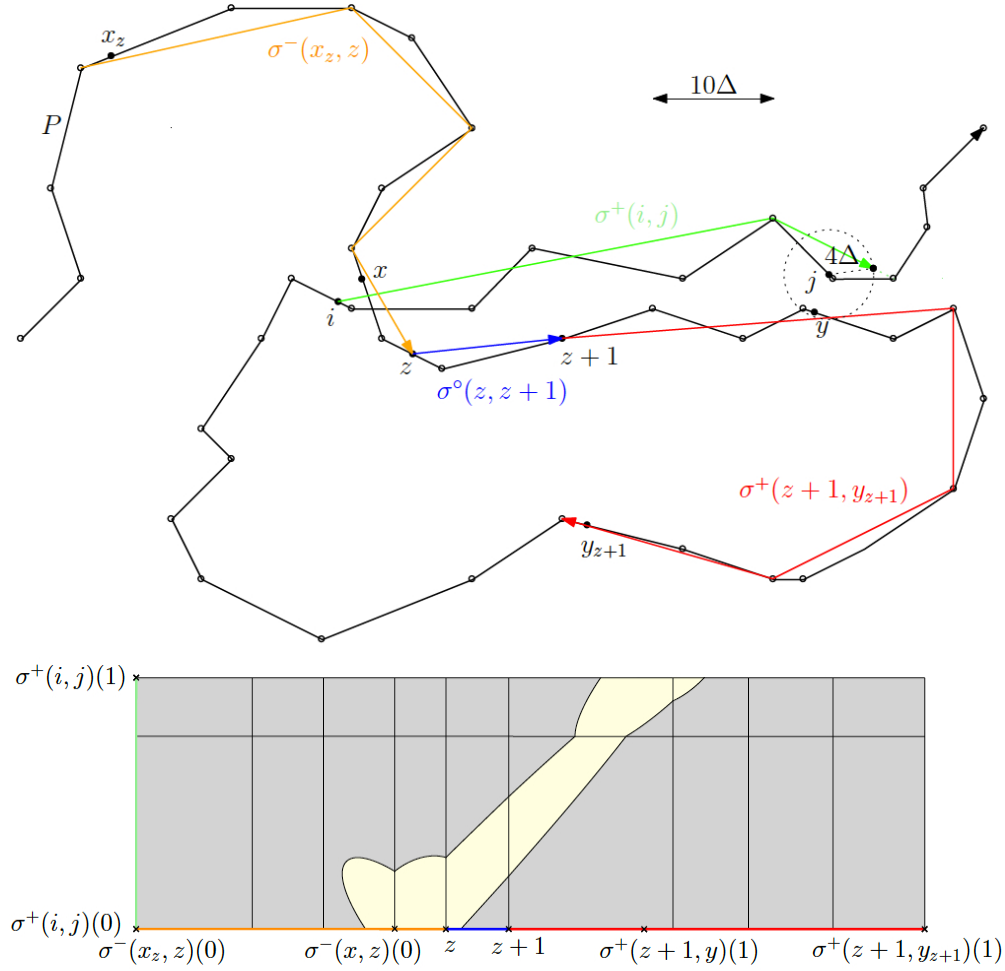 x_z
σ⁻(x_z, z)
10Δ
P
σ⁺(i, j)
4Δ
x
j
i
y
z
z + 1
σ°(z, z + 1)
σ⁺(z + 1, y_{z+1})
y_{z+1}
σ⁺(i, j)(1)
σ⁺(i, j)(0)
σ⁻(x_z, z)(0) σ⁻(x, z)(0) z z + 1 σ⁺(z + 1, y)(1) σ⁺(z + 1, y_{z+1})(1)